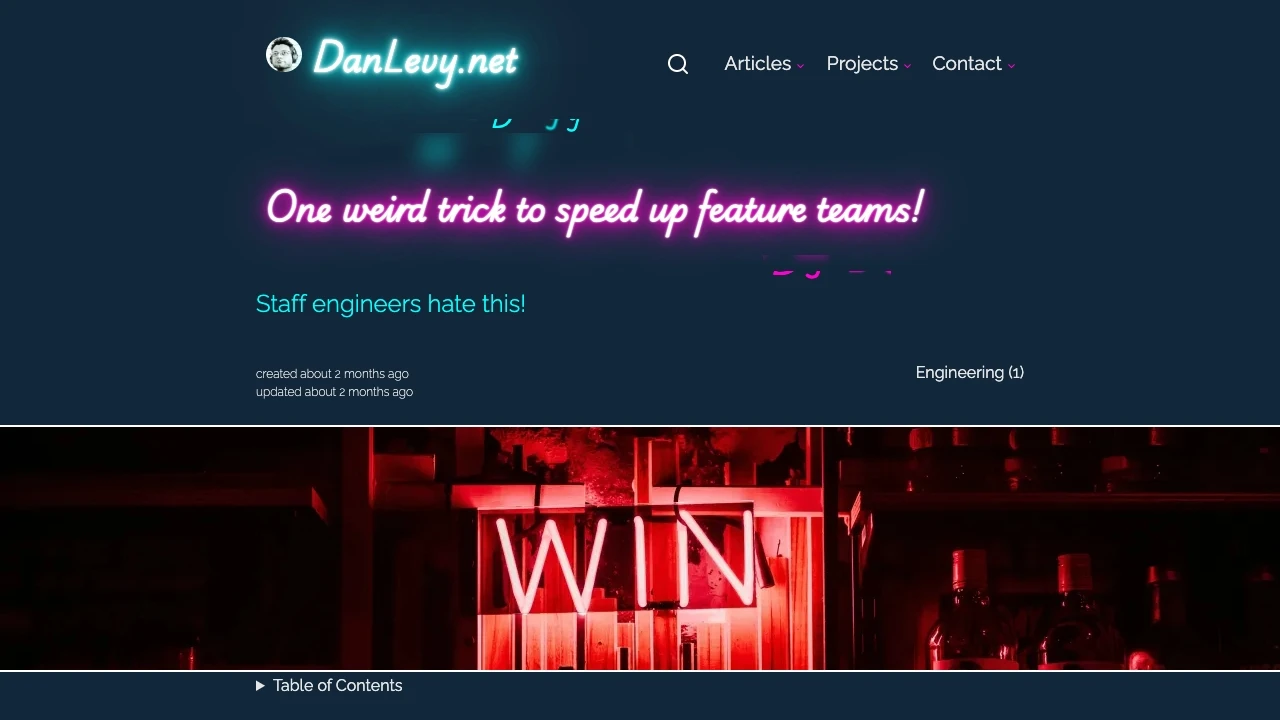 DanLevy.net
Articles
Projects
Contact
One weird trick to speed up feature teams!
Staff engineers hate this!
created about 2 months ago
updated about 2 months ago
Engineering (1)
WIN
Table of Contents